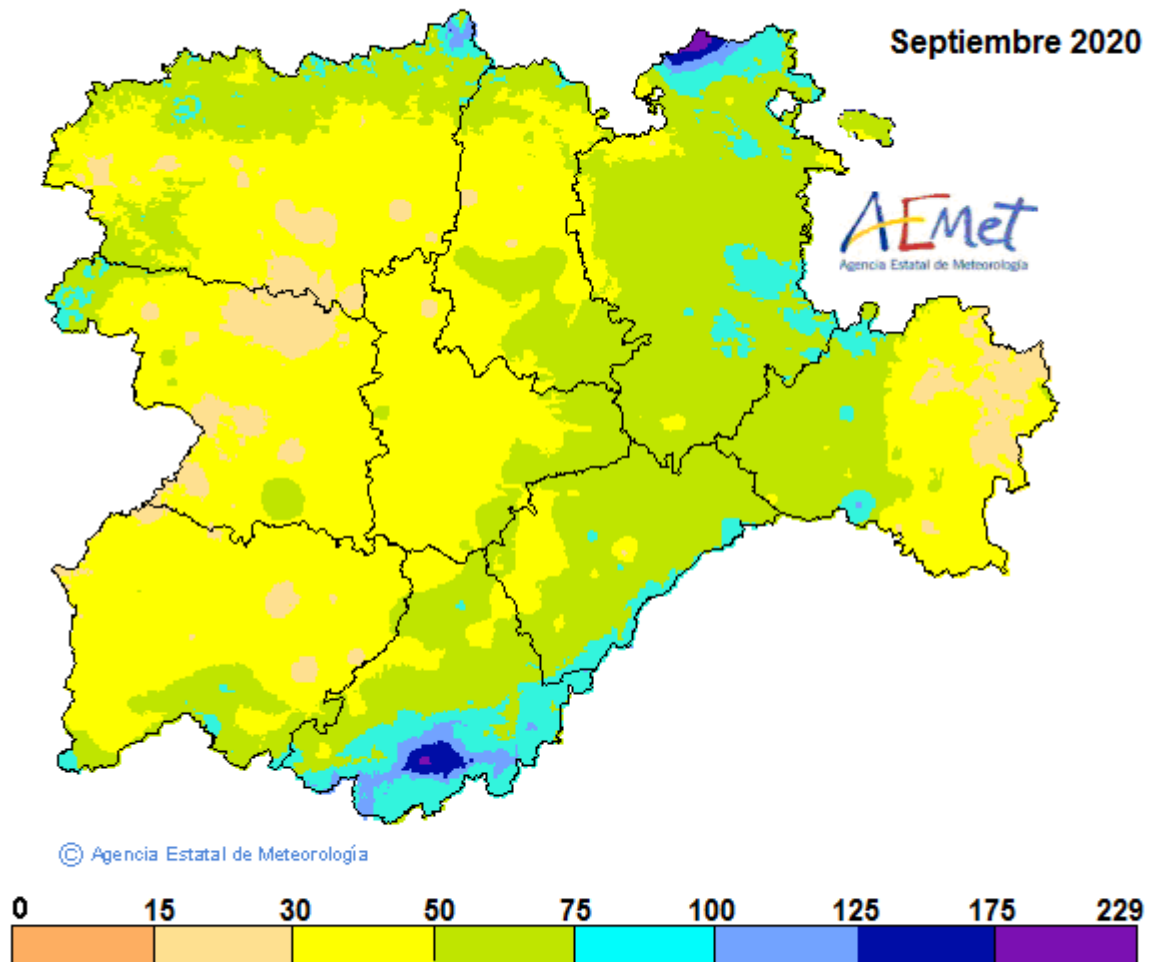 Septiembre 2020
AEMet
Agencia Estatal de Meteorología
© Agencia Estatal de Meteorología
0 15 30 50 75 100 125 175 229